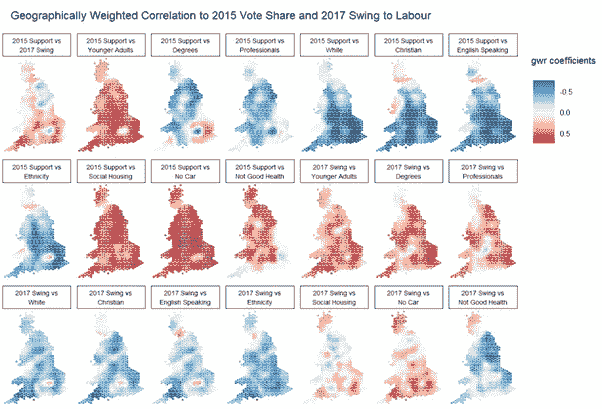 Geographically Weighted Correlation to 2015 Vote Share and 2017 Swing to Labour
2015 Support vs
2017 Swing
2015 Support vs
Younger Adults
2015 Support vs
Degrees
2015 Support vs
Professionals
2015 Support vs
White
2015 Support vs
Christian
2015 Support vs
English Speaking
gwr coefficients
-0.5
0.0
0.5
2015 Support vs
Ethnicity
2015 Support vs
Social Housing
2015 Support vs
No Car
2015 Support vs
Not Good Health
2017 Swing vs
Younger Adults
2017 Swing vs
Degrees
2017 Swing vs
Professionals
2017 Swing vs
White
2017 Swing vs
Christian
2017 Swing vs
English Speaking
2017 Swing vs
Ethnicity
2017 Swing vs
Social Housing
2017 Swing vs
No Car
2017 Swing vs
Not Good Health